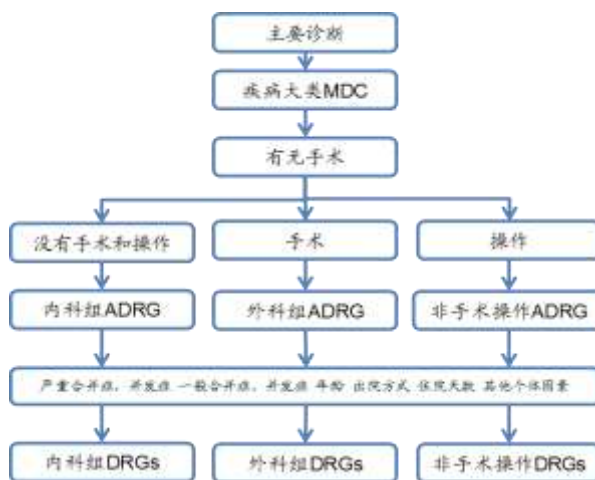 主要诊断
疾病大类MDC
有无手术
没有手术和操作
手术
操作
内科组ADRG
外科组ADRG
非手术操作ADRG
严重合并症，并发症 一般合并症，并发症 年龄 出院方式 住院天数 其他个体因素
内科组DRGs
外科组DRGs
非手术操作DRGs